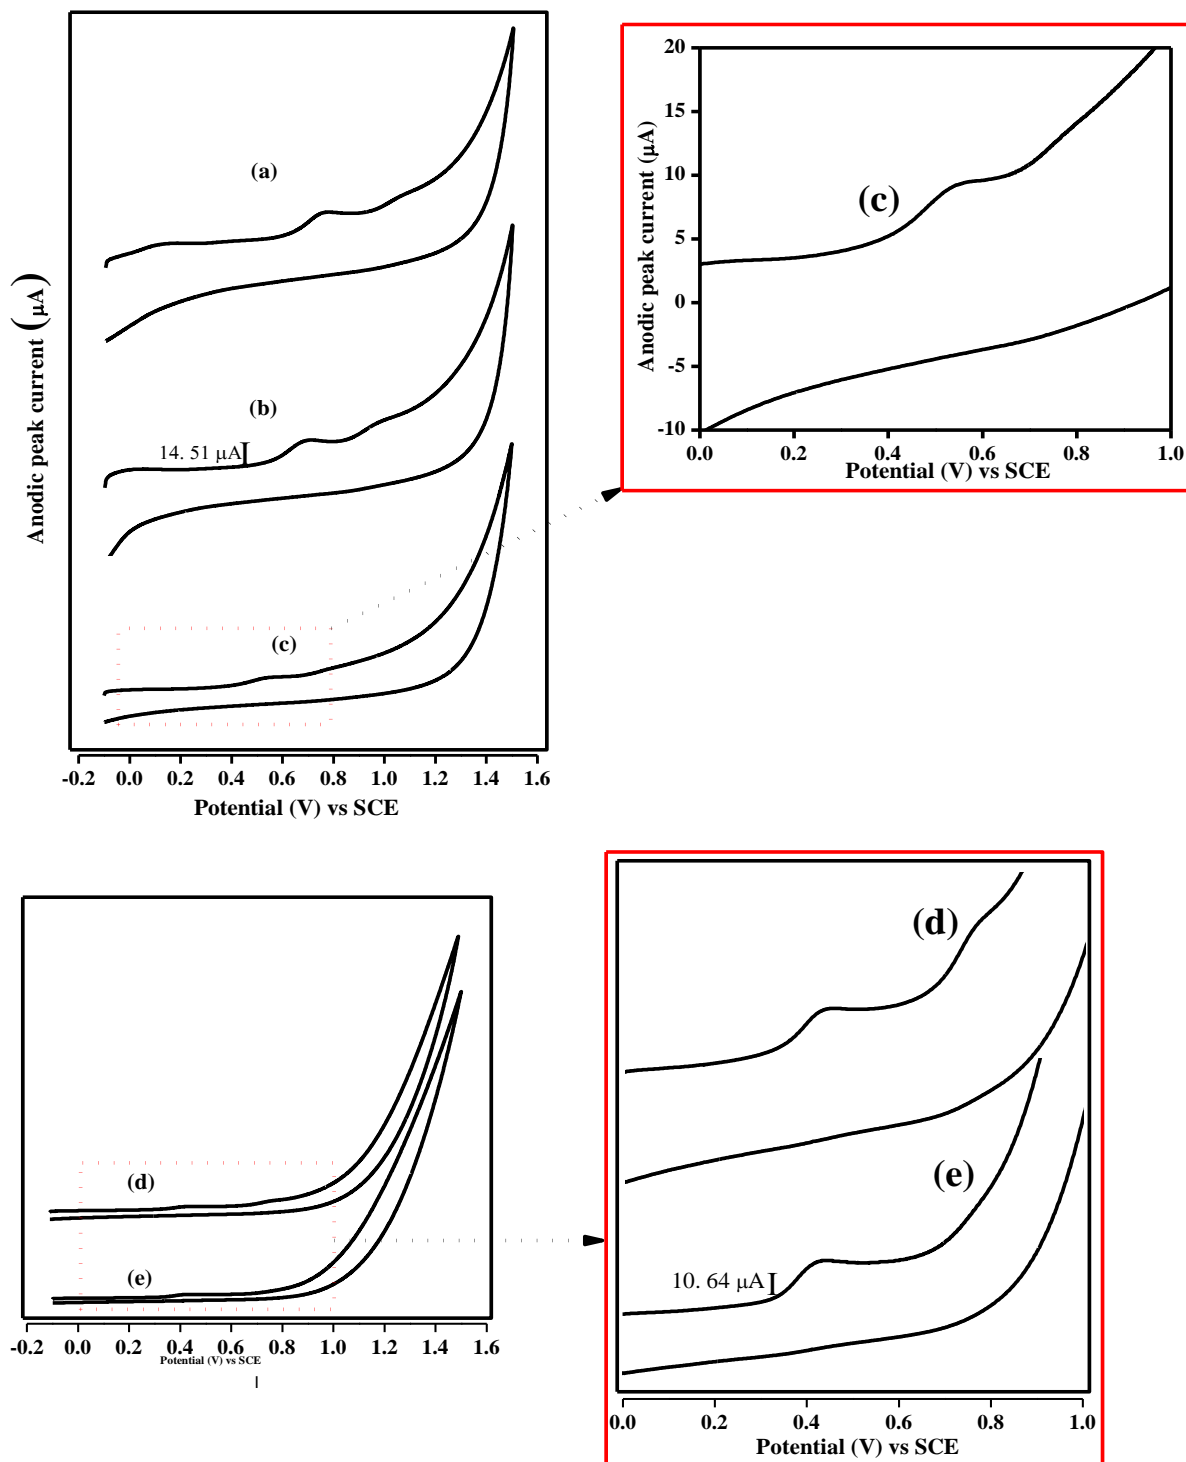 (a)
(b)
14. 51 μA
(c)
Anodic peak current (μA)
-0.2 0.0 0.2 0.4 0.6 0.8 1.0 1.2 1.4 1.6
Potential (V) vs SCE
20
15
10
5
0
-5
-10
(c)
Anodic peak current (μA)
0.0 0.2 0.4 0.6 0.8 1.0
Potential (V) vs SCE
(d)
(e)
-0.2 0.0 0.2 0.4 0.6 0.8 1.0 1.2 1.4 1.6
Potential (V) vs SCE
(d)
(e)
10. 64 μA
0.0 0.2 0.4 0.6 0.8 1.0
Potential (V) vs SCE